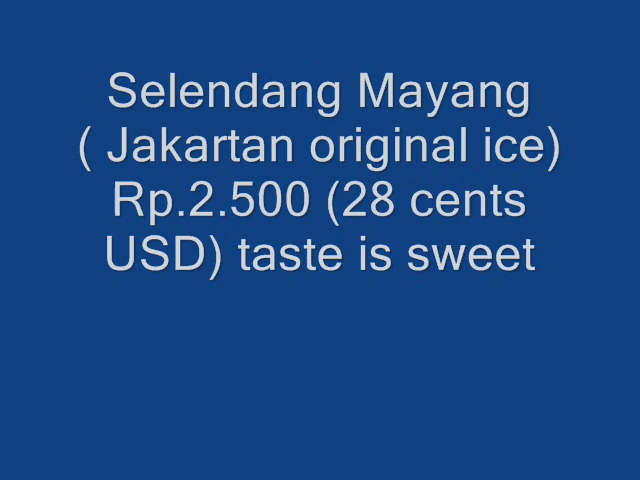 Selendang Mayang
( Jakartan original ice)
Rp.2.500 (28 cents
USD) taste is sweet